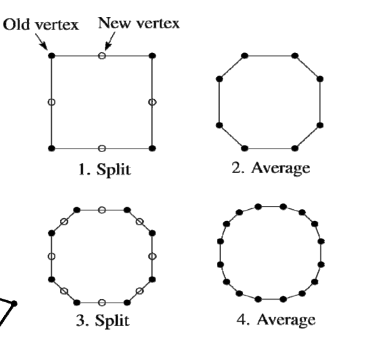 Old vertex New vertex
1. Split
2. Average
3. Split
4. Average